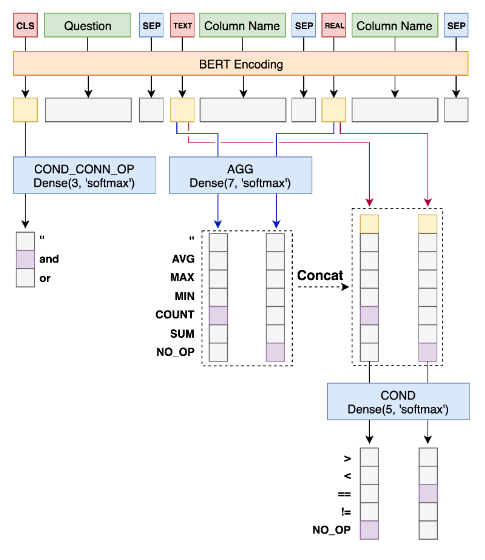 CLS Question SEP TEXT Column Name SEP REAL Column Name SEP
BERT Encoding
COND_CONN_OP
Dense(3, 'softmax')
AGG
Dense(7, 'softmax')
''
and
or
''
AVG
MAX
MIN
COUNT
SUM
NO_OP
Concat
COND
Dense(5, 'softmax')
>
<
==
!=
NO_OP